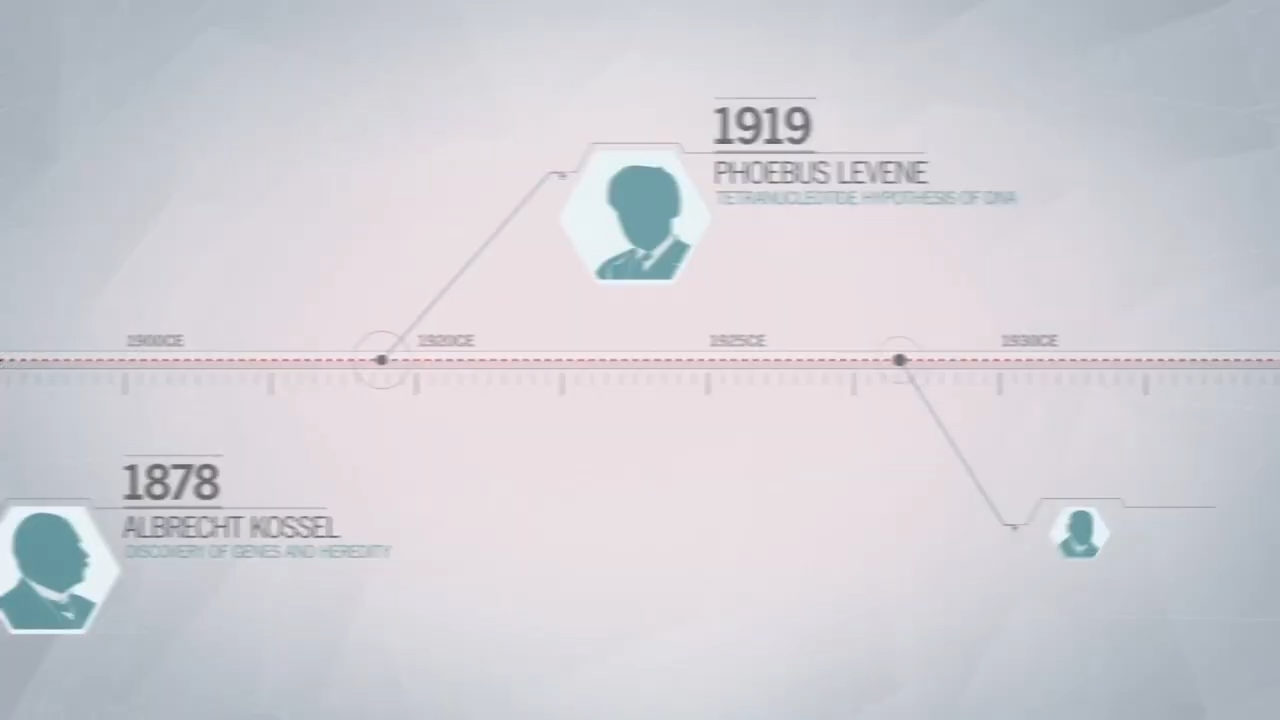 1919
PHOEBUS LEVENE
TETRANUCLEOTIDE HYPOTHESIS OF DNA
1900CE
1920CE
1925CE
1930CE
1878
ALBRECHT KOSSEL
DISCOVERY OF GENES AND HEREDITY